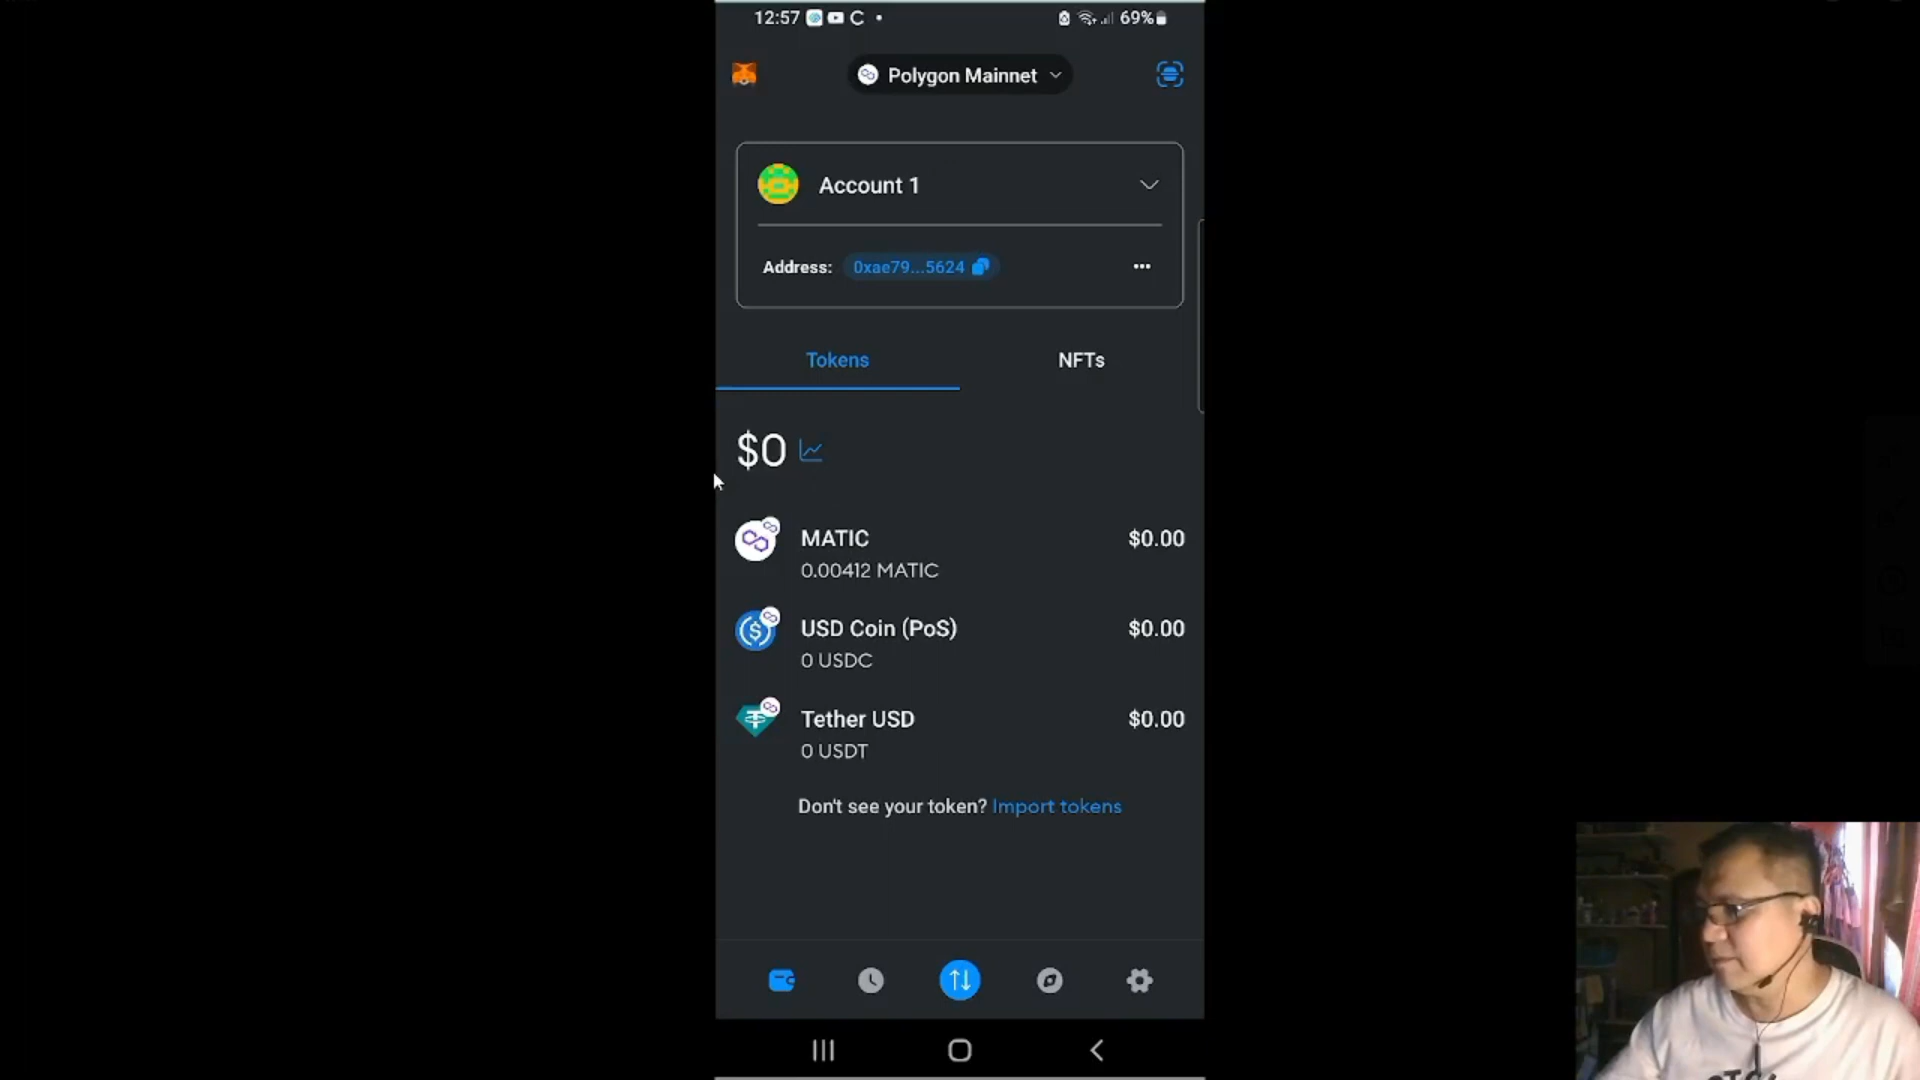 12:57 C •
69%
Polygon Mainnet
Account 1
Address: 0xae79...5624
Tokens
NFTs
$0
MATIC
$0.00
0.00412 MATIC
USD Coin (PoS)
$0.00
0 USDC
Tether USD
$0.00
0 USDT
Don't see your token? Import tokens